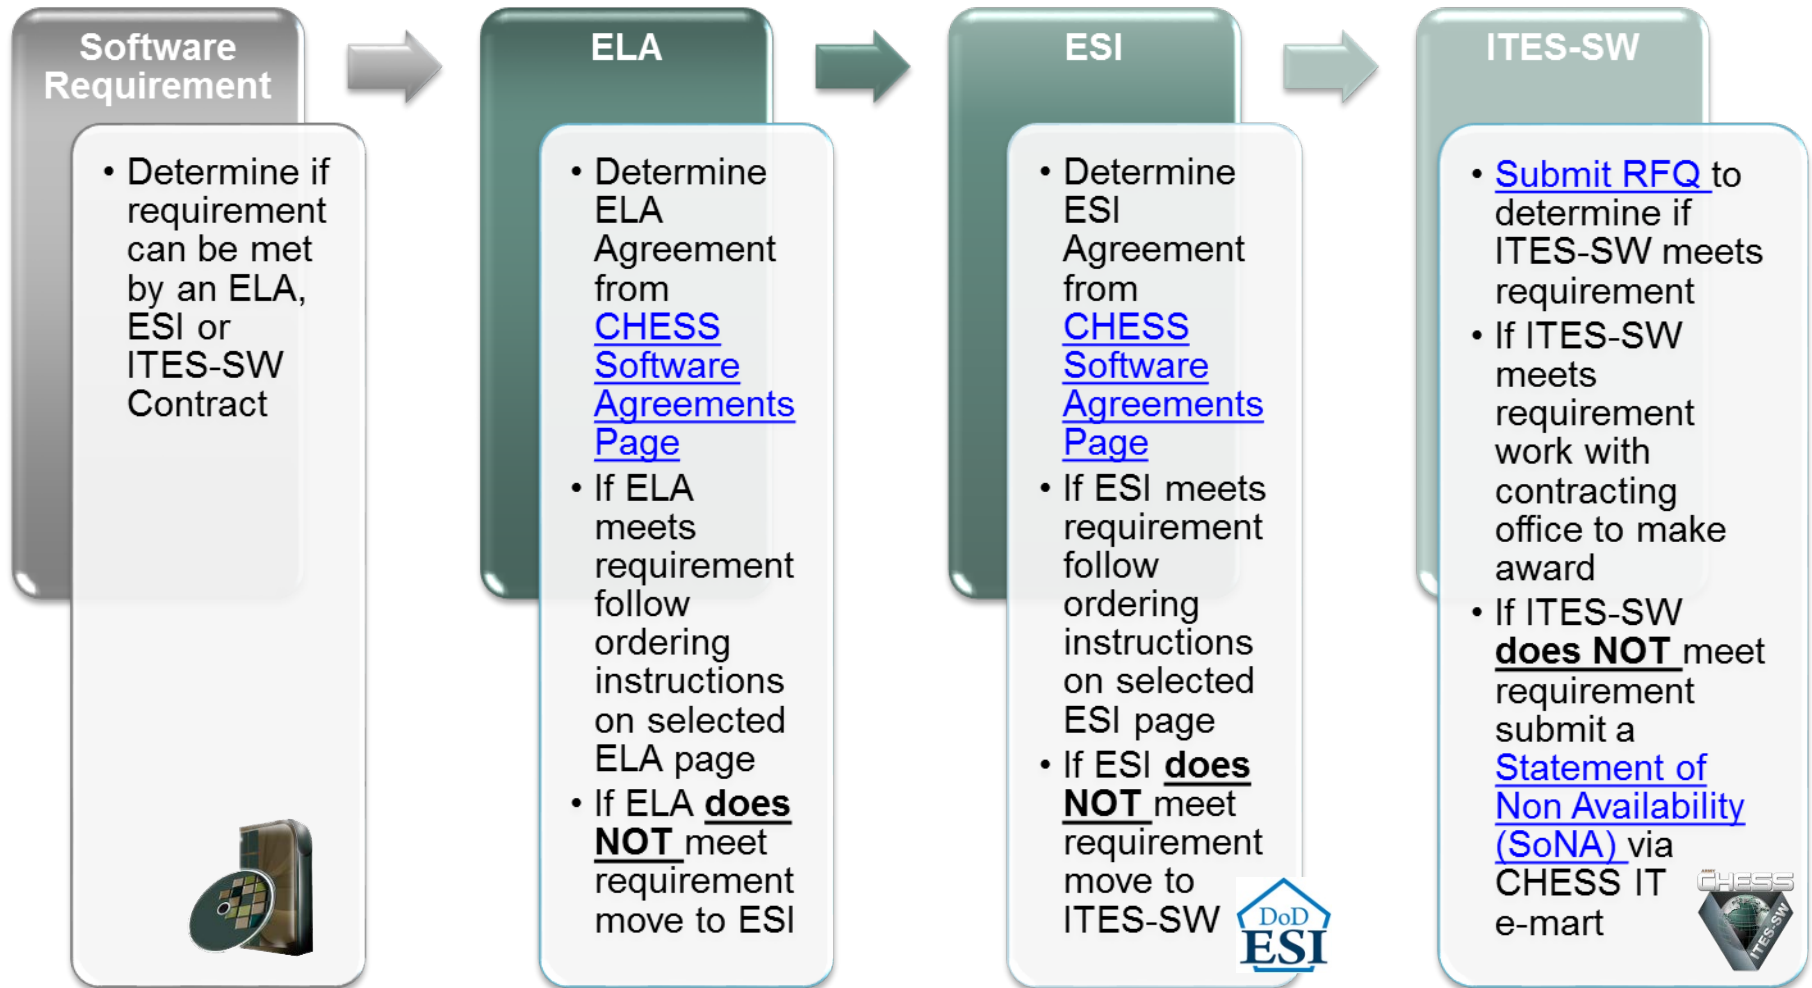 Software
Requirement
• Determine if
requirement
can be met
by an ELA,
ESI or
ITES-SW
Contract
ELA
• Determine
ELA
Agreement
from
CHESS
Software
Agreements
Page
• If ELA
meets
requirement
follow
ordering
instructions
on selected
ELA page
• If ELA does
NOT meet
requirement
move to ESI
ESI
• Determine
ESI
Agreement
from
CHESS
Software
Agreements
Page
• If ESI meets
requirement
follow
ordering
instructions
on selected
ESI page
• If ESI does
NOT meet
requirement
move to
ITES-SW
DoD
ESI
ITES-SW
• Submit RFQ to
determine if
ITES-SW meets
requirement
• If ITES-SW
meets
requirement
work with
contracting
office to make
award
• If ITES-SW
does NOT meet
requirement
submit a
Statement of
Non Availability
(SoNA) via
CHESS IT
e-mart
CHESS
ITES-SW